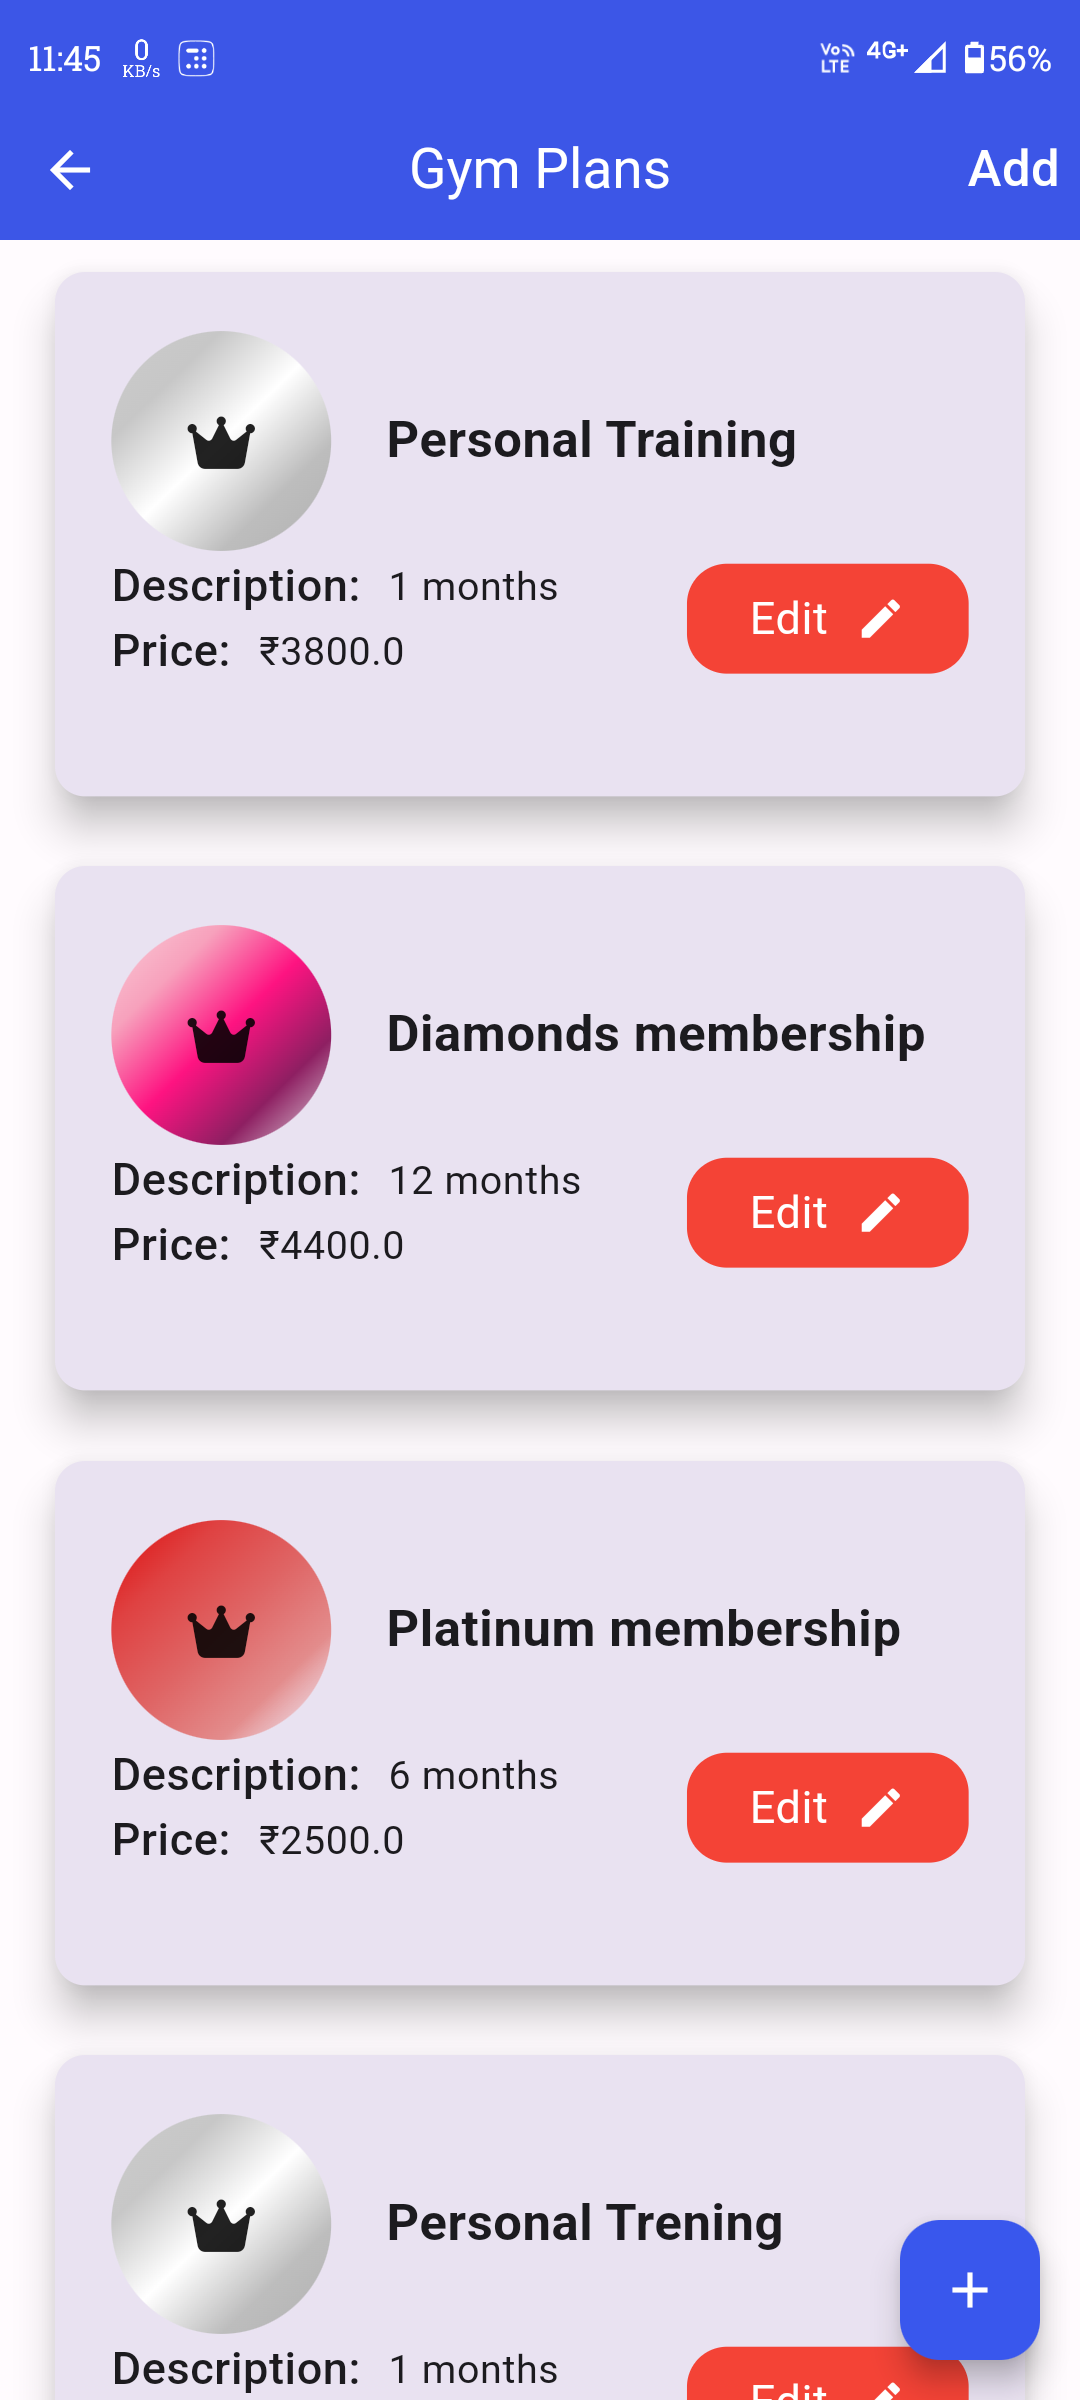 11:45 0 KB/s Vo LTE 4G+ 56%
Gym Plans Add
Personal Training
Description: 1 months
Price: ₹3800.0
Edit
Diamonds membership
Description: 12 months
Price: ₹4400.0
Edit
Platinum membership
Description: 6 months
Price: ₹2500.0
Edit
Personal Trening
Description: 1 months
Edit